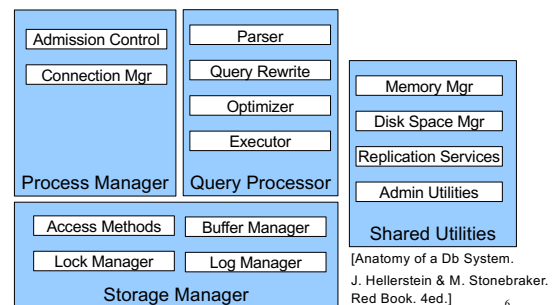 Admission Control
Connection Mgr
Process Manager
Parser
Query Rewrite
Optimizer
Executor
Query Processor
Memory Mgr
Disk Space Mgr
Replication Services
Admin Utilities
Shared Utilities
Access Methods
Buffer Manager
Lock Manager
Log Manager
Storage Manager
[Anatomy of a Db System.
J. Hellerstein & M. Stonebraker.
Red Book. 4ed.]
6